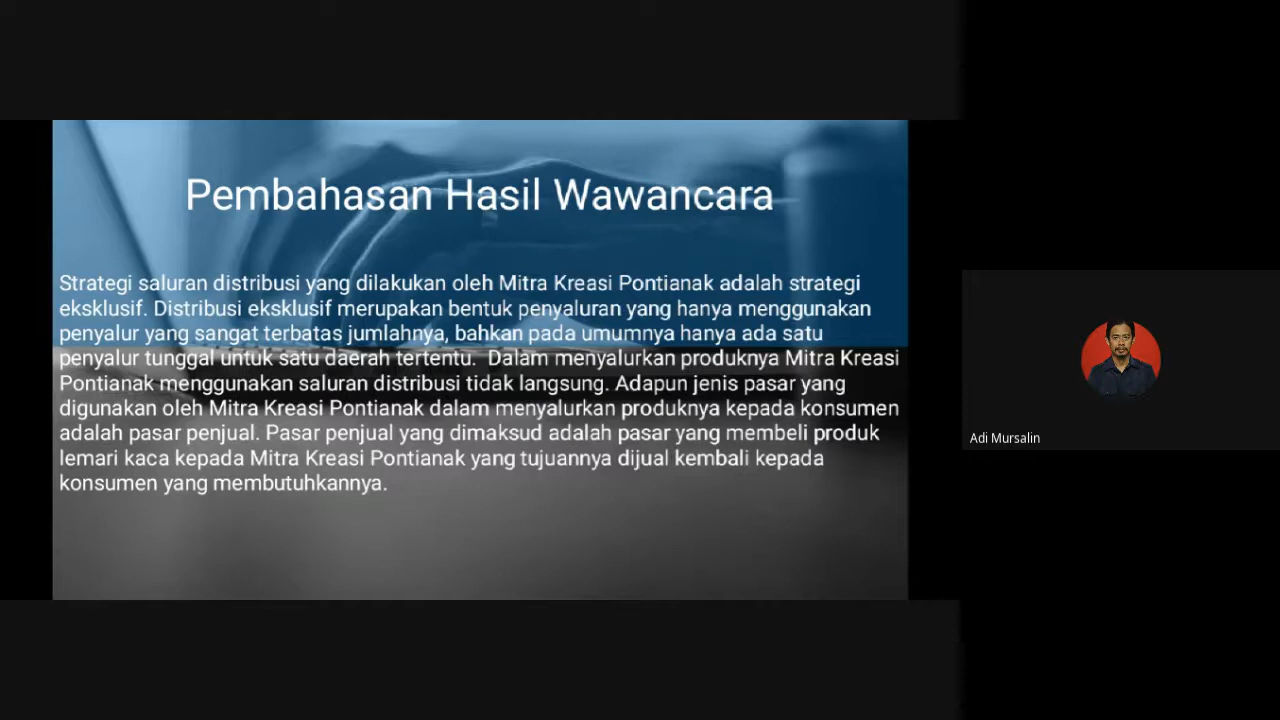 Pembahasan Hasil Wawancara
Strategi saluran distribusi yang dilakukan oleh Mitra Kreasi Pontianak adalah strategi
eksklusif. Distribusi eksklusif merupakan bentuk penyaluran yang hanya menggunakan
penyalur yang sangat terbatas jumlahnya, bahkan pada umumnya hanya ada satu
penyalur tunggal untuk satu daerah tertentu. Dalam menyalurkan produknya Mitra Kreasi
Pontianak menggunakan saluran distribusi tidak langsung. Adapun jenis pasar yang
digunakan oleh Mitra Kreasi Pontianak dalam menyalurkan produknya kepada konsumen
adalah pasar penjual. Pasar penjual yang dimaksud adalah pasar yang membeli produk
lemari kaca kepada Mitra Kreasi Pontianak yang tujuannya dijual kembali kepada
konsumen yang membutuhkannya.
Adi Mursalin